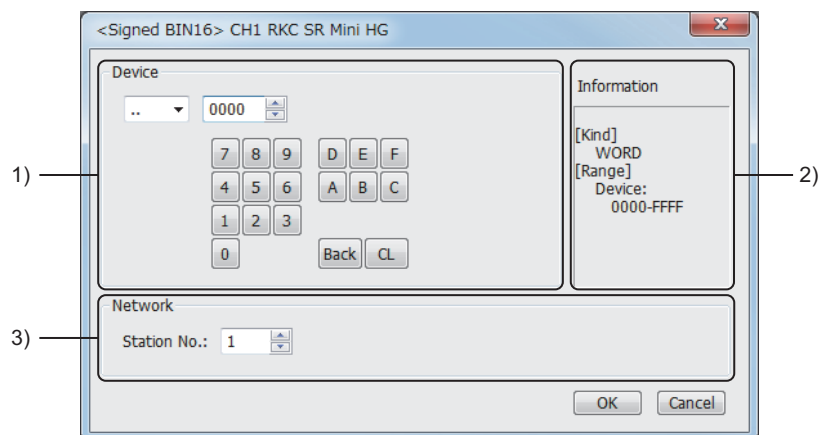 <Signed BIN16> CH1 RKC SR Mini HG
x
Device
.. 0000
7 8 9 D E F
4 5 6 A B C
1 2 3
0 Back CL
Information
[Kind]
WORD
[Range]
Device:
0000-FFFF
1)
2)
Network
Station No.: 1
3)
OK Cancel